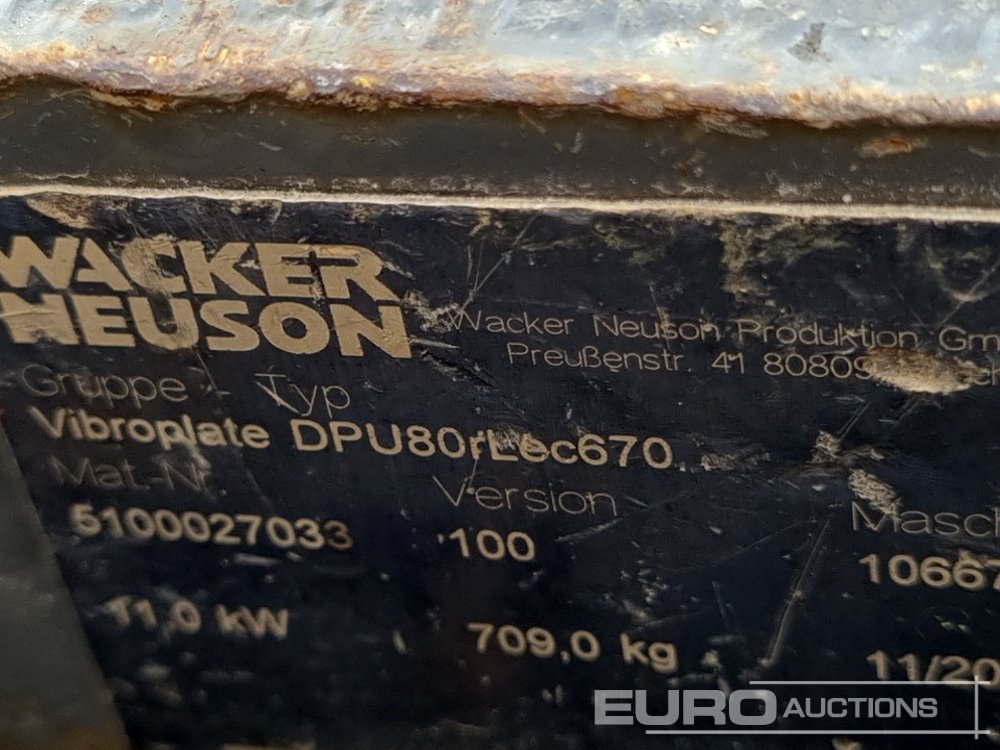 WACKER
NEUSON
Wacker Neuson Produktion Gm
Preußenstr. 41 80809
Gruppe - Typ
Vibroplate DPU80rLec670
Mat.-Nr.
Version
Masch
5100027033
100
10667
11,0 kW
709,0 kg
11/20
EURO AUCTIONS